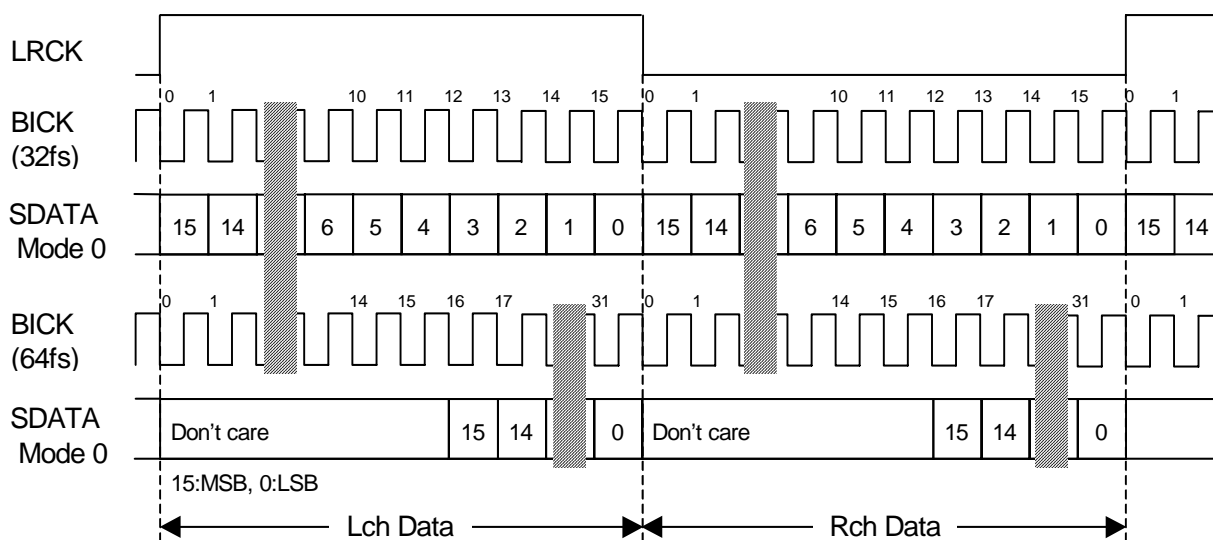 LRCK
0 1 10 11 12 13 14 15 0 1 10 11 12 13 14 15 0 1
BICK
(32fs)
SDATA
Mode 0
15 14 6 5 4 3 2 1 0 15 14 6 5 4 3 2 1 0 15 14
0 1 14 15 16 17 31 0 1 14 15 16 17 31 0 1
BICK
(64fs)
SDATA
Mode 0
Don't care 15 14 0 Don't care 15 14 0
15:MSB, 0:LSB
Lch Data Rch Data